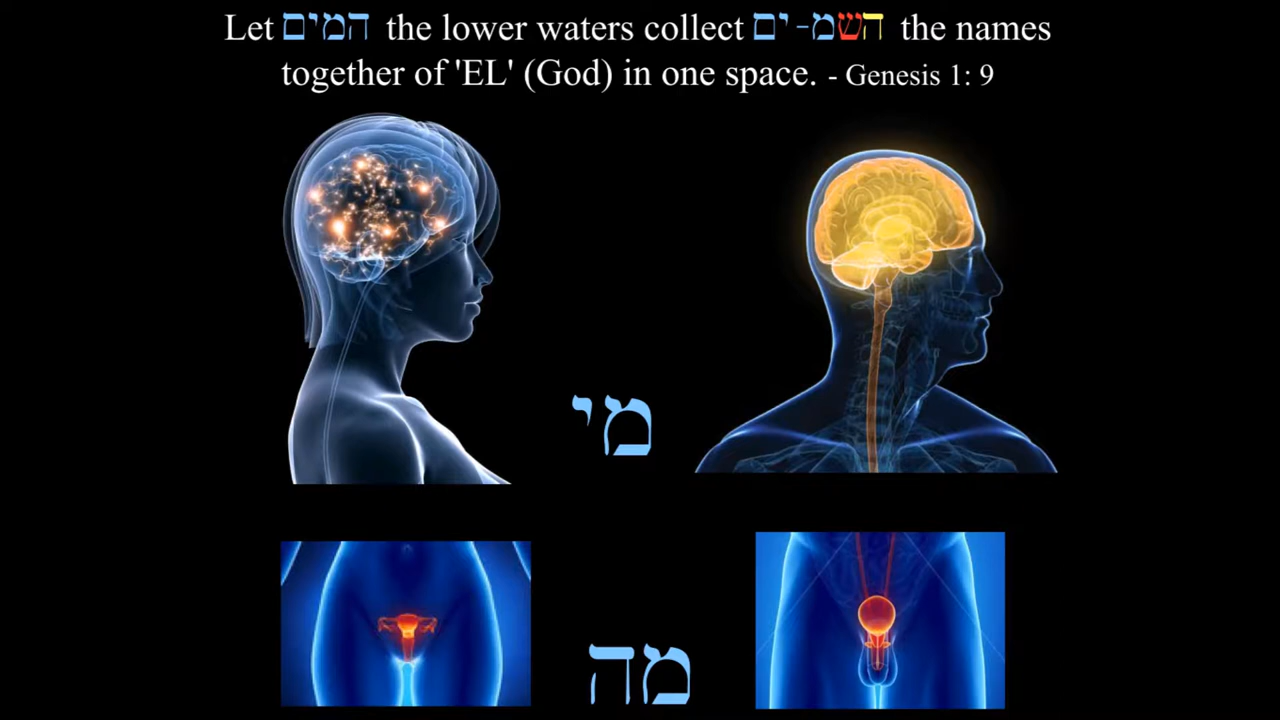 Let המים the lower waters collect השמ-ים the names
together of 'EL' (God) in one space. - Genesis 1: 9
מי
מה